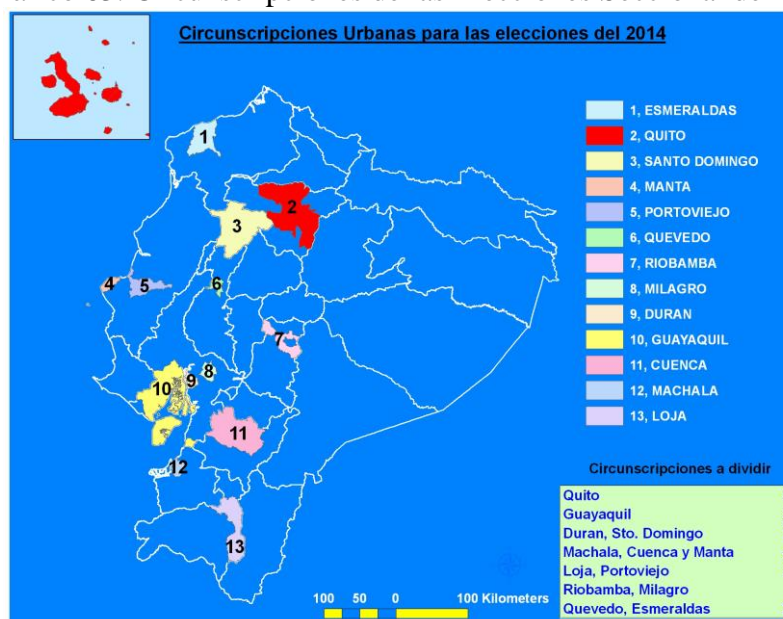 Circunscripciones Urbanas para las elecciones del 2014
1, ESMERALDAS
2, QUITO
3, SANTO DOMINGO
4, MANTA
5, PORTOVIEJO
6, QUEVEDO
7, RIOBAMBA
8, MILAGRO
9, DURAN
10, GUAYAQUIL
11, CUENCA
12, MACHALA
13, LOJA
1
2
3
4
5
6
7
8
9
10
11
12
13
Circunscripciones a dividir
Quito
Guayaquil
Duran, Sto. Domingo
Machala, Cuenca y Manta
Loja, Portoviejo
Riobamba, Milagro
Quevedo, Esmeraldas
100 50 0 100 Kilometers